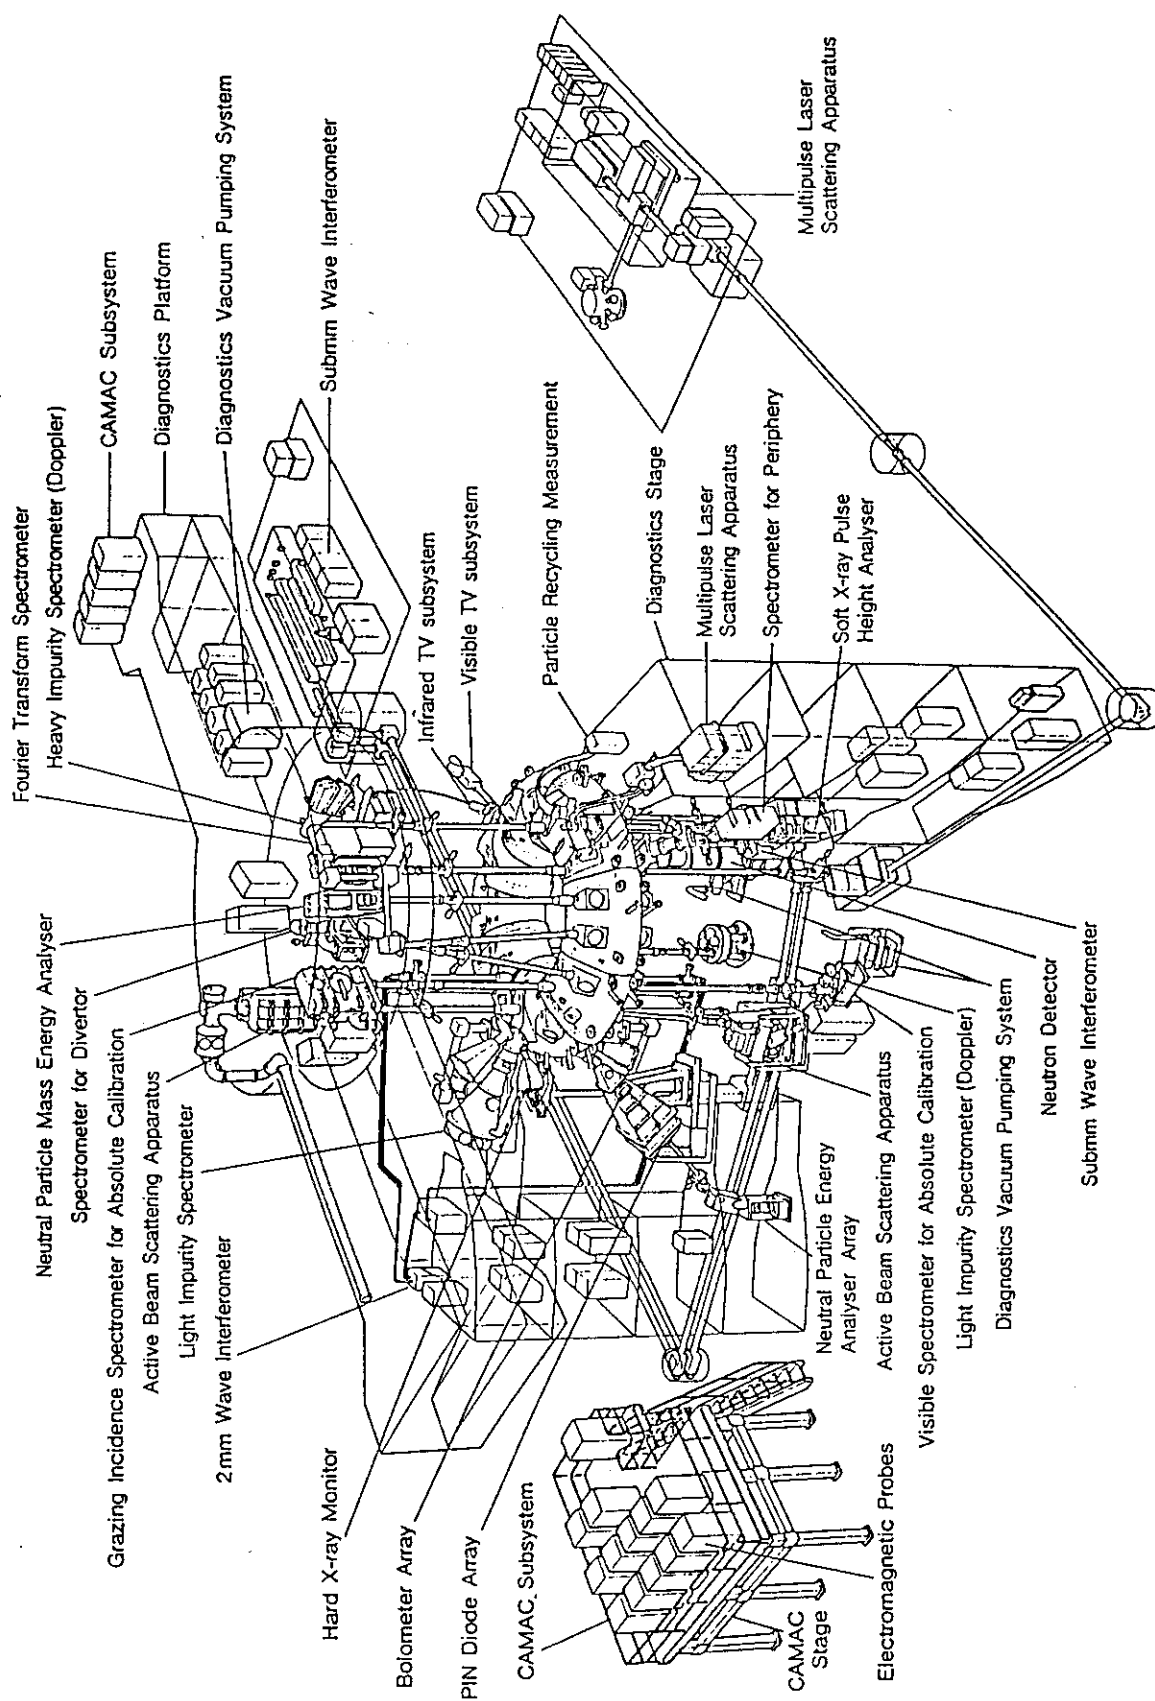 Fourier Transform Spectrometer
Heavy Impurity Spectrometer (Doppler)
CAMAC Subsystem
Diagnostics Platform
Diagnostics Vacuum Pumping System
Submm Wave Interferometer
Neutral Particle Mass Energy Analyser
Spectrometer for Divertor
Grazing Incidence Spectrometer for Absolute Calibration
Active Beam Scattering Apparatus
Light Impurity Spectrometer
2mm Wave Interferometer
Infrared TV subsystem
Visible TV subsystem
Particle Recycling Measurement
Diagnostics Stage
Multipulse Laser
Scattering Apparatus
Spectrometer for Periphery
Soft X-ray Pulse
Height Analyser
Multipulse Laser
Scattering Apparatus
Hard X-ray Monitor
Bolometer Array
PIN Diode Array
CAMAC Subsystem
CAMAC
Stage
Electromagnetic Probes
Neutral Particle Energy
Analyser Array
Active Beam Scattering Apparatus
Visible Spectrometer for Absolute Calibration
Light Impurity Spectrometer (Doppler)
Diagnostics Vacuum Pumping System
Neutron Detector
Submm Wave Interferometer